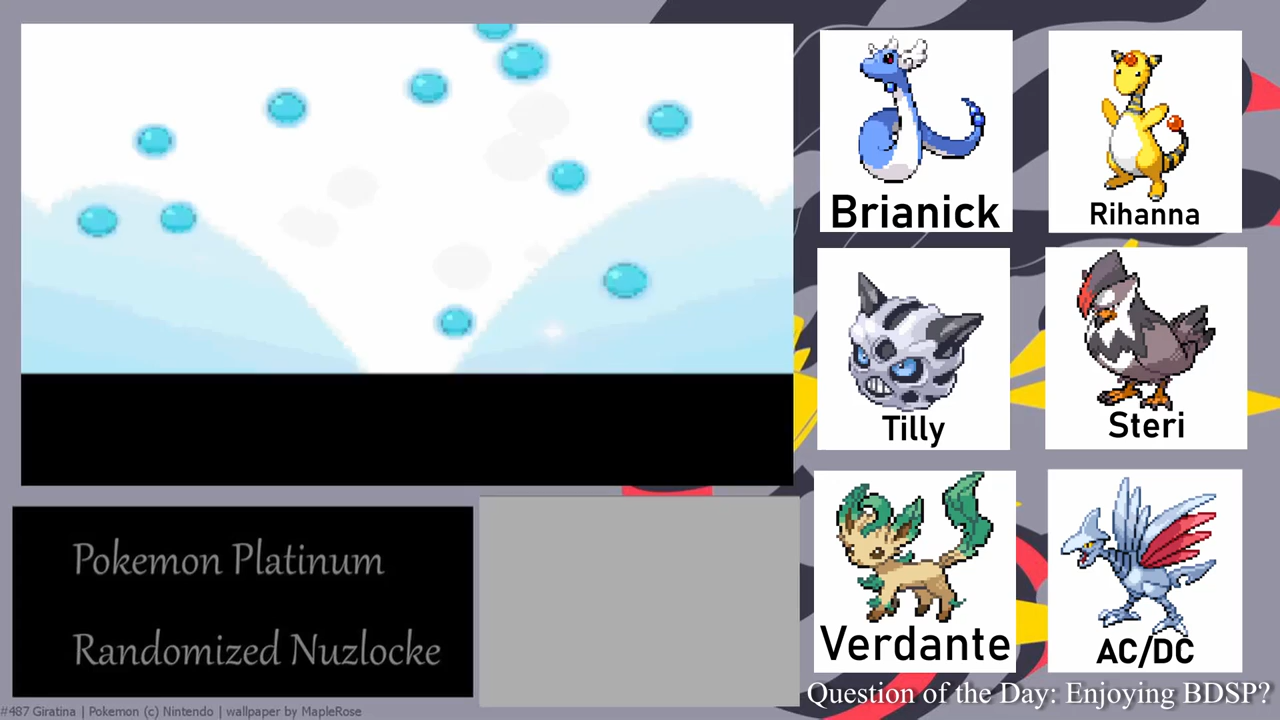 Brianick
Rihanna
Tilly
Steri
Verdante
AC/DC
Pokemon Platinum
Randomized Nuzlocke
Question of the Day: Enjoying BDSP?
#487 Giratina | Pokemon (c) Nintendo | wallpaper by MapleRose